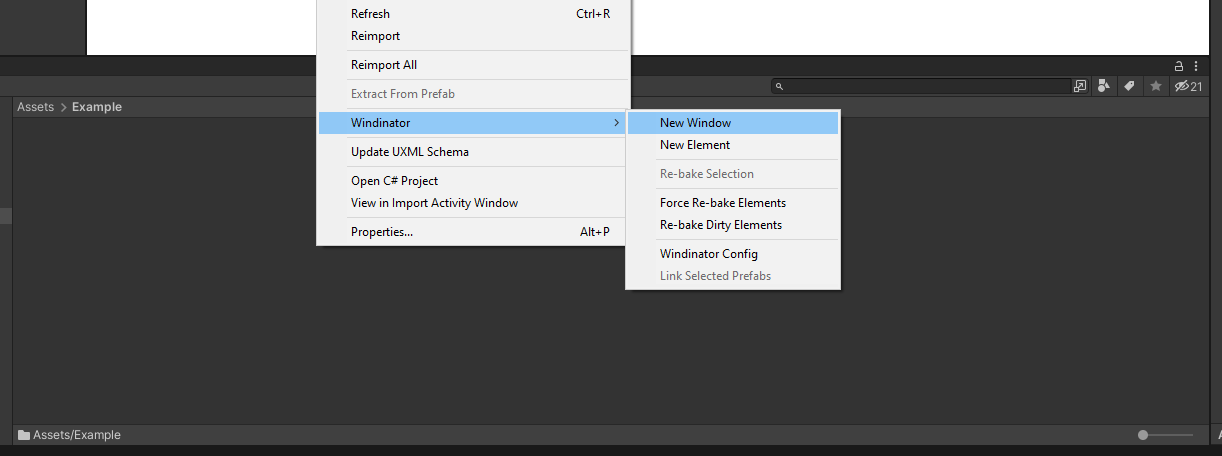 Refresh Ctrl+R
Reimport
Reimport All
Extract From Prefab
Windinator
Update UXML Schema
Open C# Project
View in Import Activity Window
Properties... Alt+P
New Window
New Element
Re-bake Selection
Force Re-bake Elements
Re-bake Dirty Elements
Windinator Config
Link Selected Prefabs
21
Assets > Example
Assets/Example